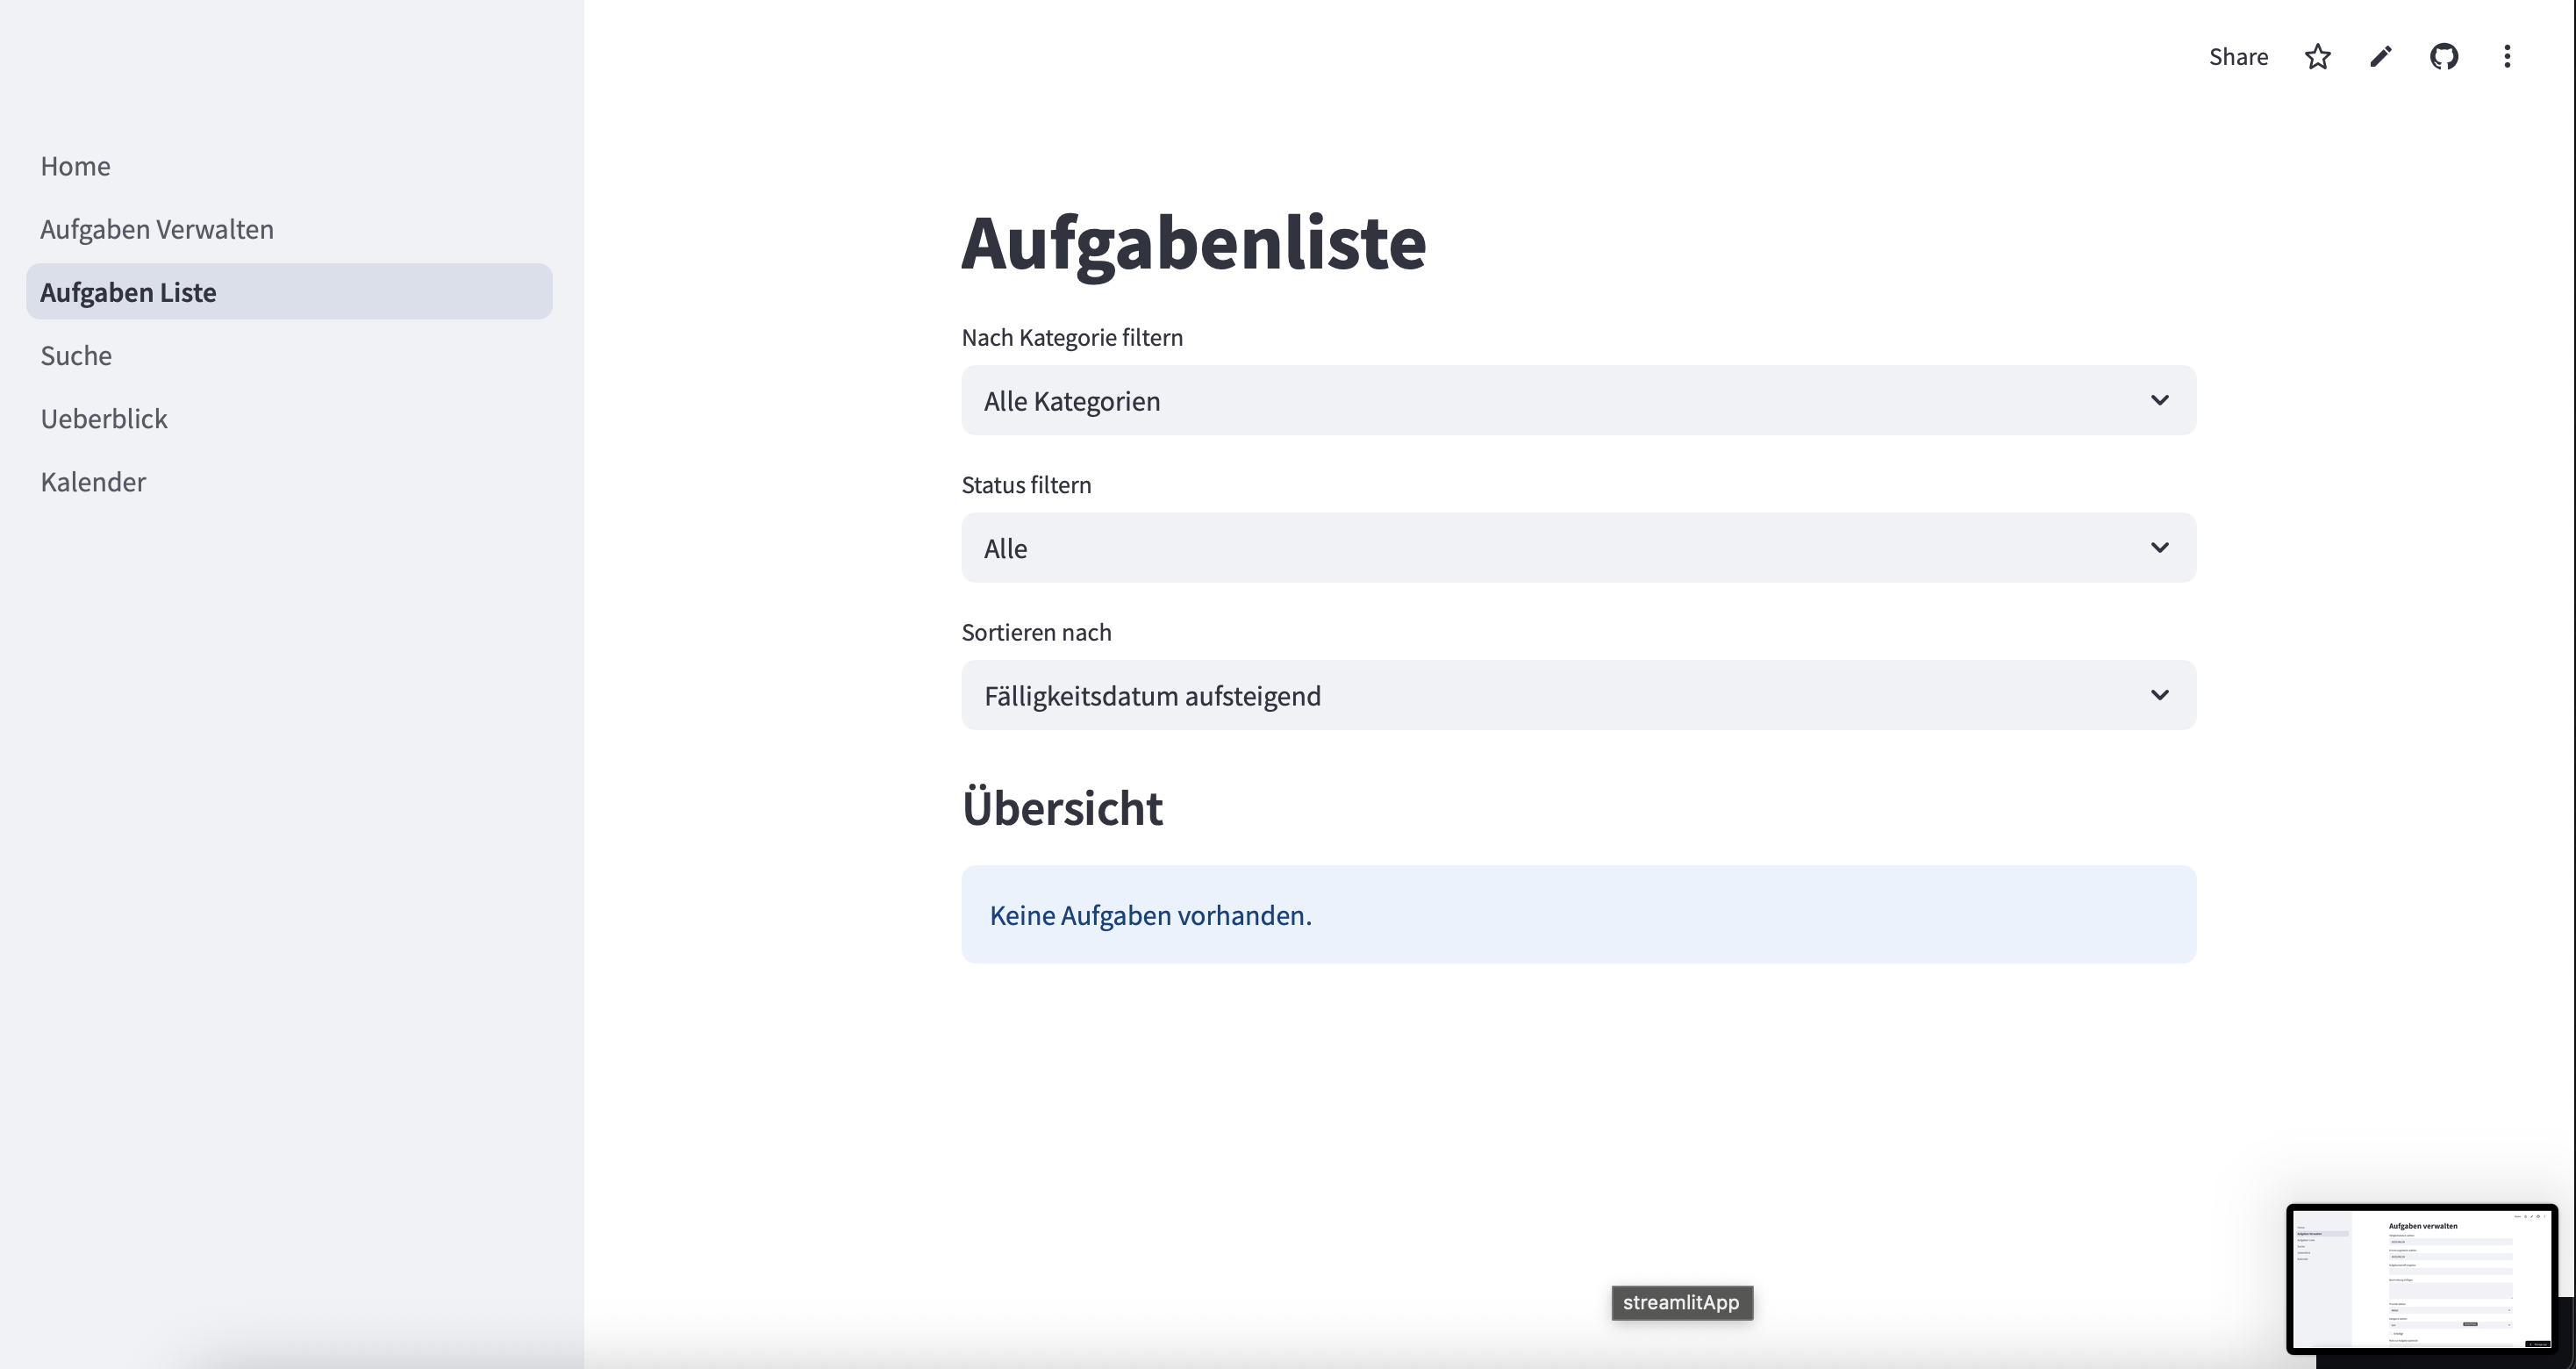 Share
Home
Aufgaben Verwalten
Aufgaben Liste
Suche
Ueberblick
Kalender
Aufgabenliste
Nach Kategorie filtern
Alle Kategorien
Status filtern
Alle
Sortieren nach
Fälligkeitsdatum aufsteigend
Übersicht
Keine Aufgaben vorhanden.
streamlitApp
Aufgaben verwalten